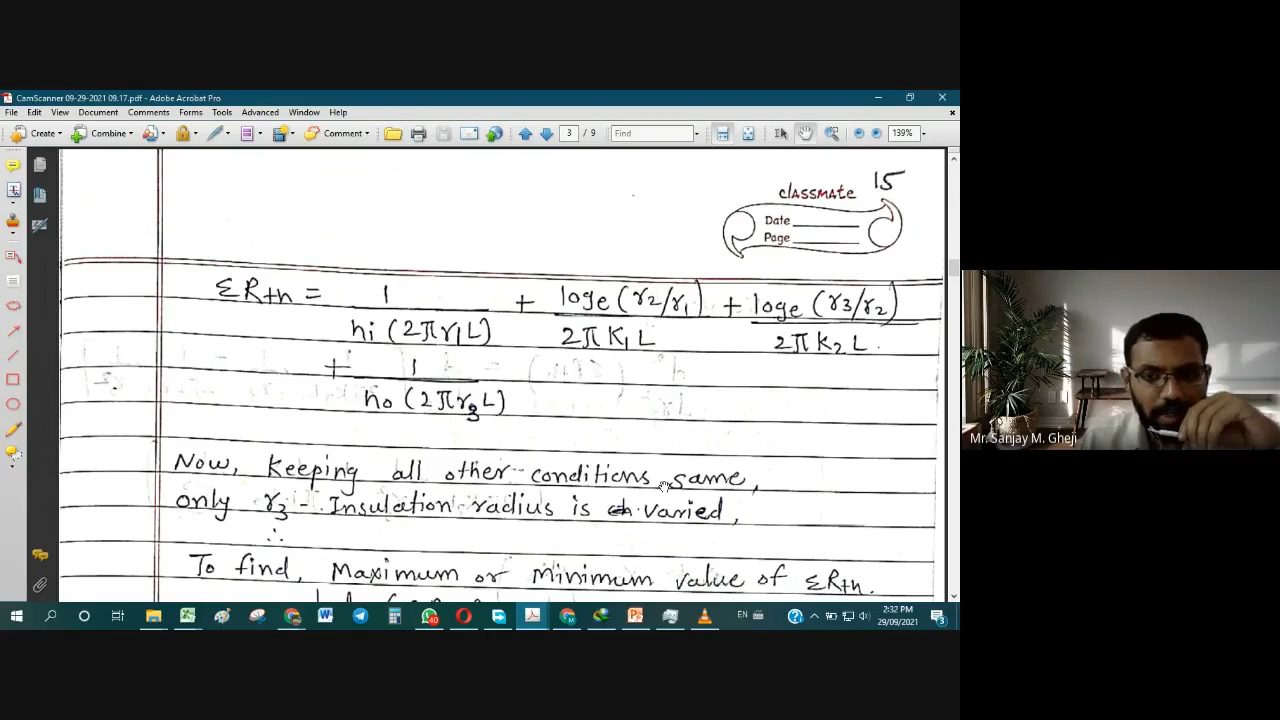 CamScanner 09-29-2021 09.17.pdf - Adobe Acrobat Pro
File Edit View Document Comments Forms Tools Advanced Window Help
Create Combine Comment 3 / 9 Find 139%
15
classmate
Date
Page
ΣRth = 1 / hi (2πr1L) + loge (r2/r1) / 2πK1L + loge (r3/r2) / 2πK2L.
+ 1 / ho (2πr3L)
Now, Keeping all other conditions same,
only r3 - Insulation radius is varied,
∴
To find, Maximum or minimum value of ΣRth.
Mr. Sanjay M. Gheji
40
EN
2:32 PM
29/09/2021
3